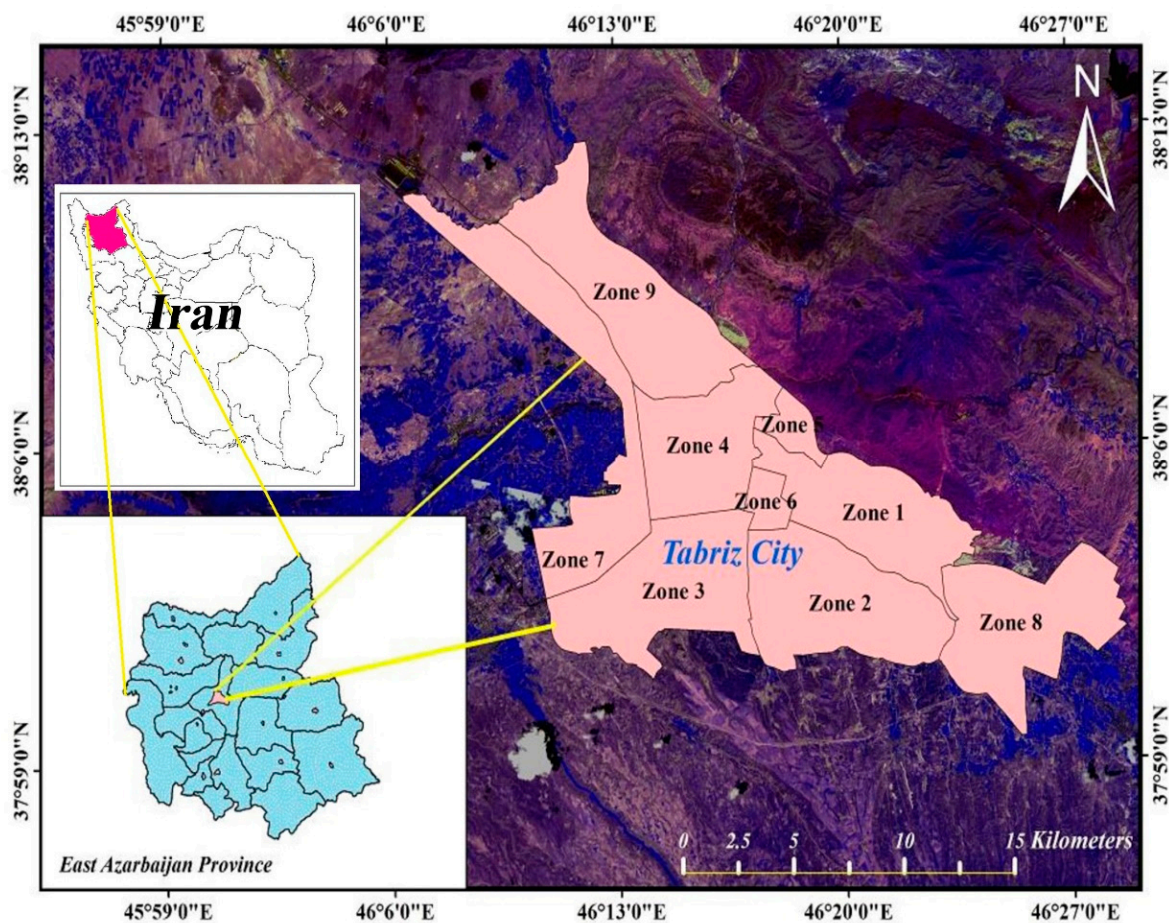 45°59'0"E 46°6'0"E 46°13'0"E 46°20'0"E 46°27'0"E
N
38°13'0"N 38°13'0"N
Zone 9
Iran
Zone 4
Zone 5
38°6'0"N 38°6'0"N
Zone 6
Zone 1
Tabriz City
Zone 7
Zone 3
Zone 2
Zone 8
37°59'0"N 37°59'0"N
0 2.5 5 10 15 Kilometers
East Azarbaijan Province
45°59'0"E 46°6'0"E 46°13'0"E 46°20'0"E 46°27'0"E